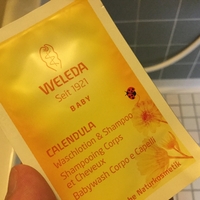 WELEDA
Seit 1921
BABY
CALENDULA
Waschlotion & Shampoo
Shampooing Corps
et Cheveux
Babywash Corpo e Capelli
Naturkosmetik